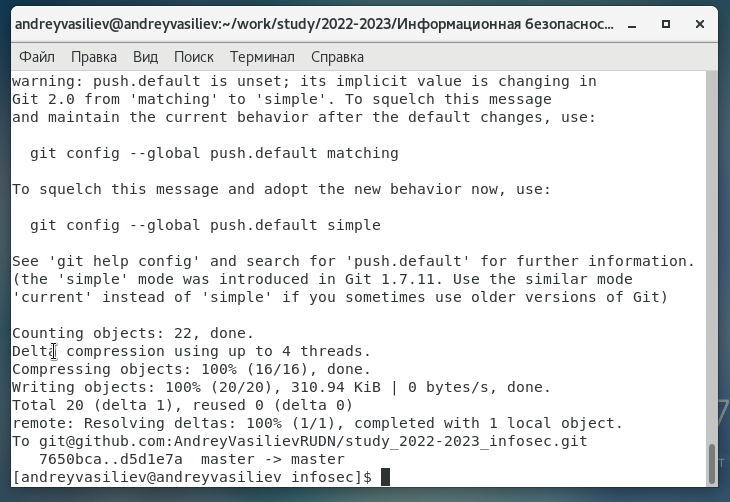 andreyvasiliev@andreyvasiliev:~/work/study/2022-2023/Информационная безопаснос...
Файл Правка Вид Поиск Терминал Справка
warning: push.default is unset; its implicit value is changing in
Git 2.0 from 'matching' to 'simple'. To squelch this message
and maintain the current behavior after the default changes, use:
  git config --global push.default matching
To squelch this message and adopt the new behavior now, use:
  git config --global push.default simple
See 'git help config' and search for 'push.default' for further information.
(the 'simple' mode was introduced in Git 1.7.11. Use the similar mode
'current' instead of 'simple' if you sometimes use older versions of Git)
Counting objects: 22, done.
Delta compression using up to 4 threads.
Compressing objects: 100% (16/16), done.
Writing objects: 100% (20/20), 310.94 KiB | 0 bytes/s, done.
Total 20 (delta 1), reused 0 (delta 0)
remote: Resolving deltas: 100% (1/1), completed with 1 local object.
To git@github.com:AndreyVasilievRUDN/study_2022-2023_infosec.git
   7650bca..d5d1e7a  master -> master
[andreyvasiliev@andreyvasiliev infosec]$